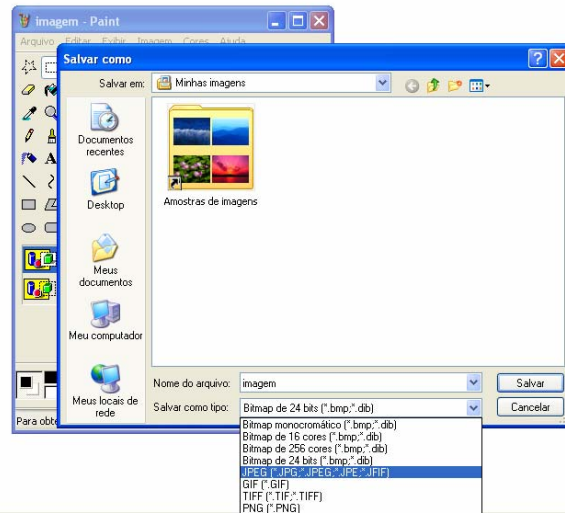 imagem - Paint
Arquivo Editar Exibir Imagem Cores Ajuda
Salvar como
Salvar em: Minhas imagens
Documentos
recentes
Desktop
Meus
documentos
Meu computador
Meus locais de
rede
Amostras de imagens
Nome do arquivo: imagem Salvar
Salvar como tipo: Bitmap de 24 bits (*.bmp;*.dib) Cancelar
Bitmap monocromático (*.bmp;*.dib)
Bitmap de 16 cores (*.bmp;*.dib)
Bitmap de 256 cores (*.bmp;*.dib)
Bitmap de 24 bits (*.bmp;*.dib)
JPEG (*.JPG;*.JPEG;*.JPE;*.JFIF)
GIF (*.GIF)
TIFF (*.TIF;*.TIFF)
PNG (*.PNG)
Para obte